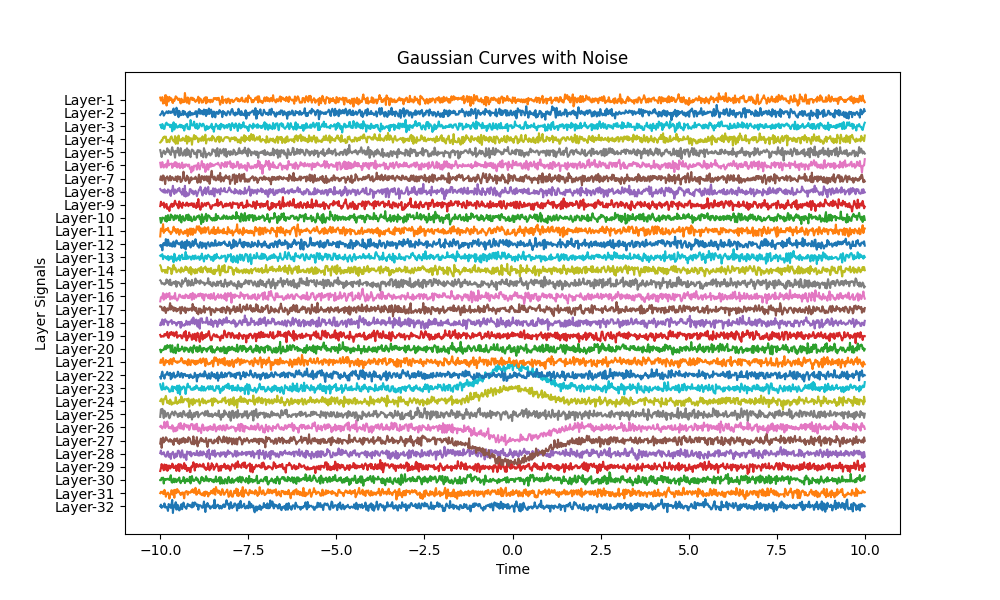 Gaussian Curves with Noise
Layer Signals
Layer-1
Layer-2
Layer-3
Layer-4
Layer-5
Layer-6
Layer-7
Layer-8
Layer-9
Layer-10
Layer-11
Layer-12
Layer-13
Layer-14
Layer-15
Layer-16
Layer-17
Layer-18
Layer-19
Layer-20
Layer-21
Layer-22
Layer-23
Layer-24
Layer-25
Layer-26
Layer-27
Layer-28
Layer-29
Layer-30
Layer-31
Layer-32
−10.0 −7.5 −5.0 −2.5 0.0 2.5 5.0 7.5 10.0
Time